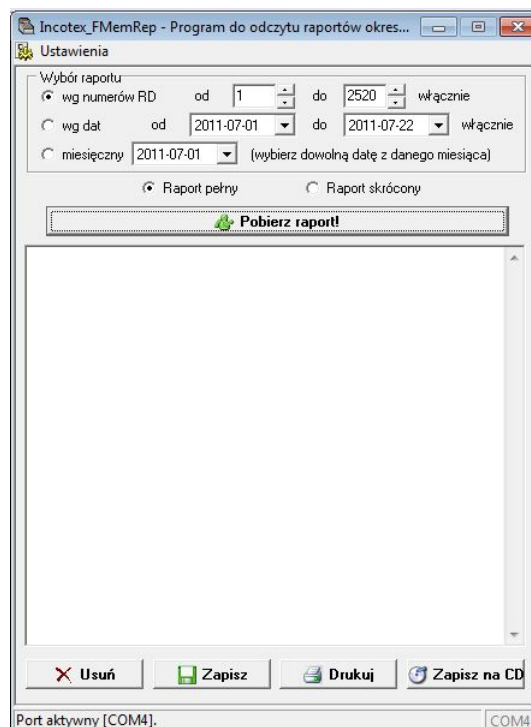 Incotex_FMemRep - Program do odczytu raportów okres...
Ustawienia
Wybór raportu
wg numerów RD od 1 do 2520 włącznie
wg dat od 2011-07-01 do 2011-07-22 włącznie
miesięczny 2011-07-01 (wybierz dowolną datę z danego miesiąca)
Raport pełny Raport skrócony
Pobierz raport!
Usuń Zapisz Drukuj Zapisz na CD
Port aktywny [COM4]. COM4